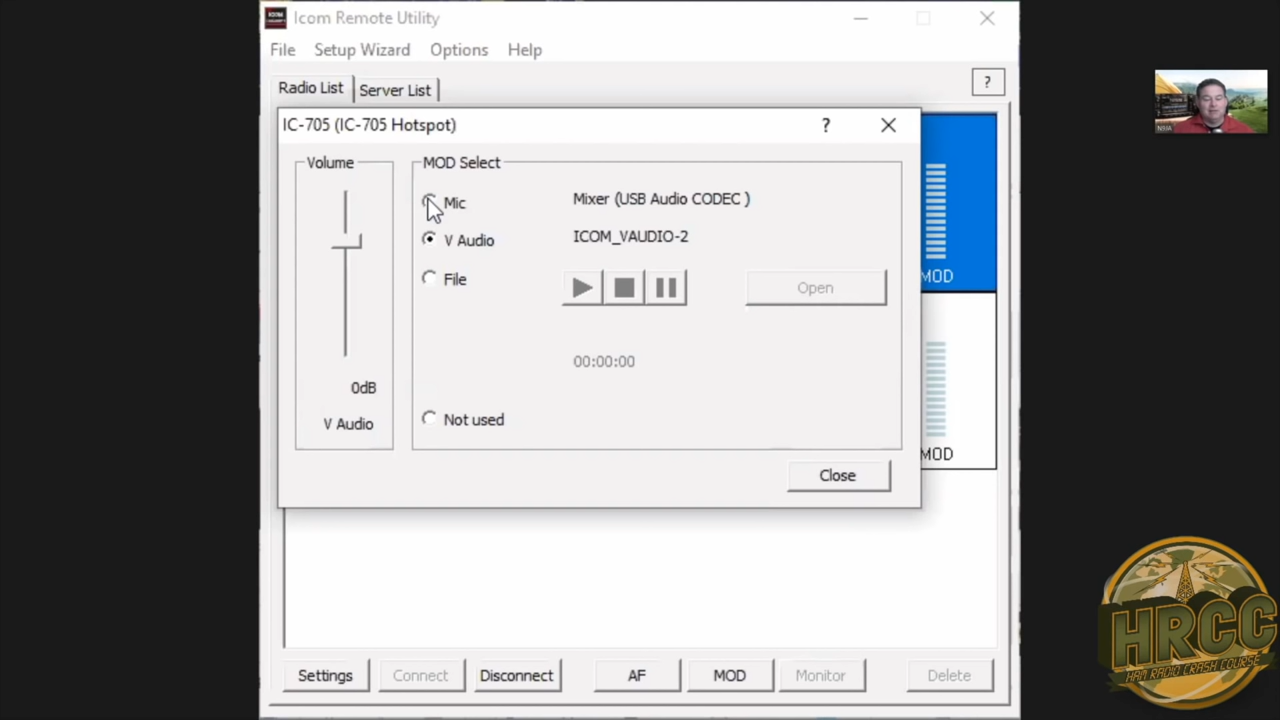 Icom Remote Utility
File Setup Wizard Options Help
Radio List Server List ?
IC-705 (IC-705 Hotspot) ?
Volume
MOD Select
Mic Mixer (USB Audio CODEC )
V Audio ICOM_VAUDIO-2
File Open
00:00:00
0dB
V Audio
Not used
Close
MOD
MOD
Settings Connect Disconnect AF MOD Monitor Delete
HRCC
HAM RADIO CRASH COURSE